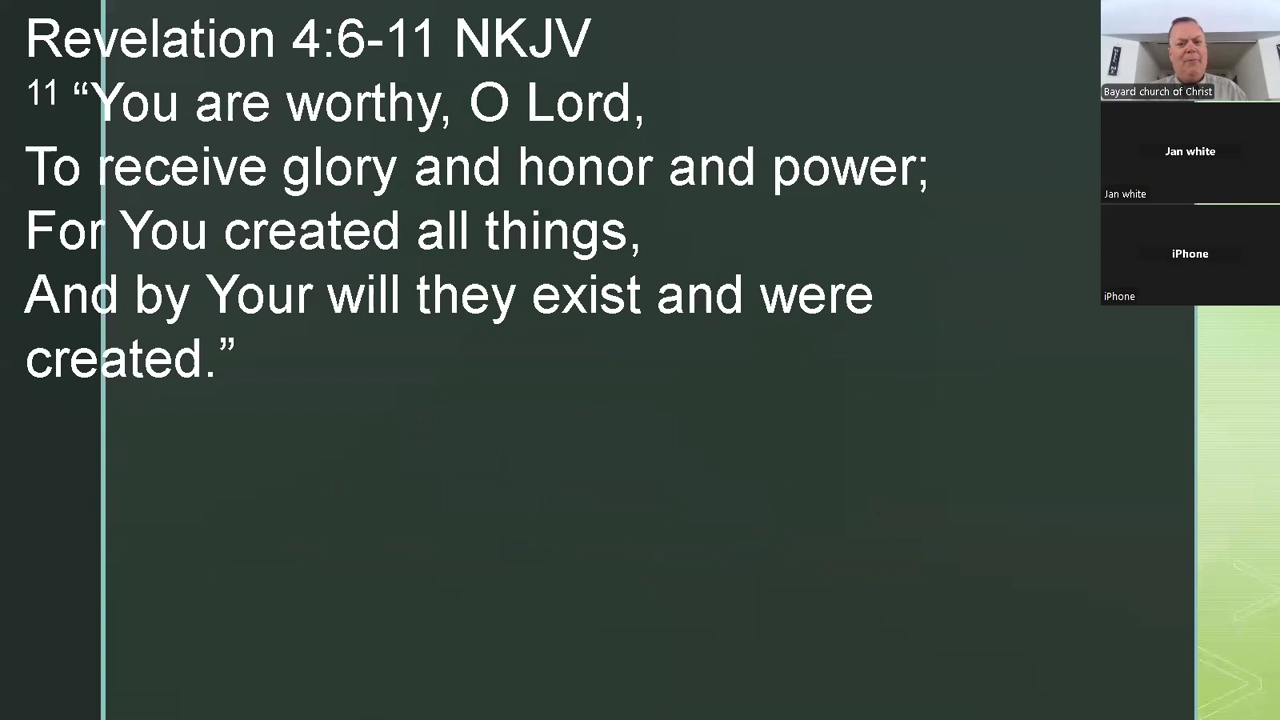 Revelation 4:6-11 NKJV
11 “You are worthy, O Lord,
To receive glory and honor and power;
For You created all things,
And by Your will they exist and were
created.”
Bayard church of Christ
Jan white
Jan white
iPhone
iPhone